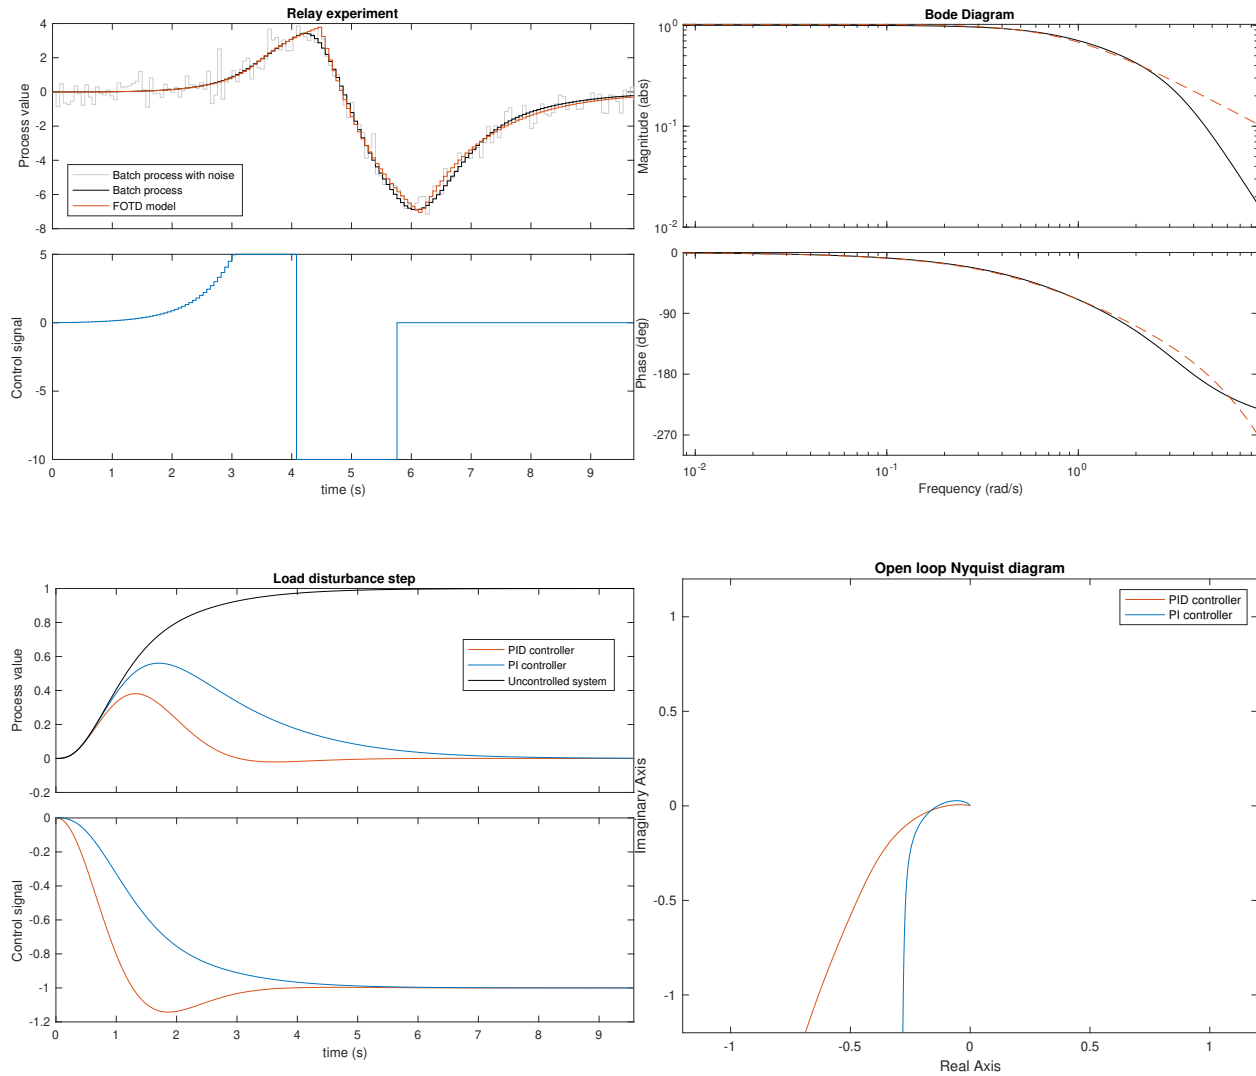 Relay experiment
Process value
4
2
0
-2
-4
-6
-8
Batch process with noise
Batch process
FOTD model
Control signal
5
0
-5
-10
0
1
2
3
4
5
6
7
8
9
time (s)
Bode Diagram
Magnitude (abs)
10^0
10^-1
10^-2
Phase (deg)
0
-90
-180
-270
10^-2
10^-1
10^0
Frequency (rad/s)
Load disturbance step
Process value
1
0.8
0.6
0.4
0.2
0
-0.2
PID controller
PI controller
Uncontrolled system
Control signal
0
-0.2
-0.4
-0.6
-0.8
-1
-1.2
0
1
2
3
4
5
6
7
8
9
time (s)
Open loop Nyquist diagram
Imaginary Axis
1
0.5
0
-0.5
-1
PID controller
PI controller
-1
-0.5
0
0.5
1
Real Axis